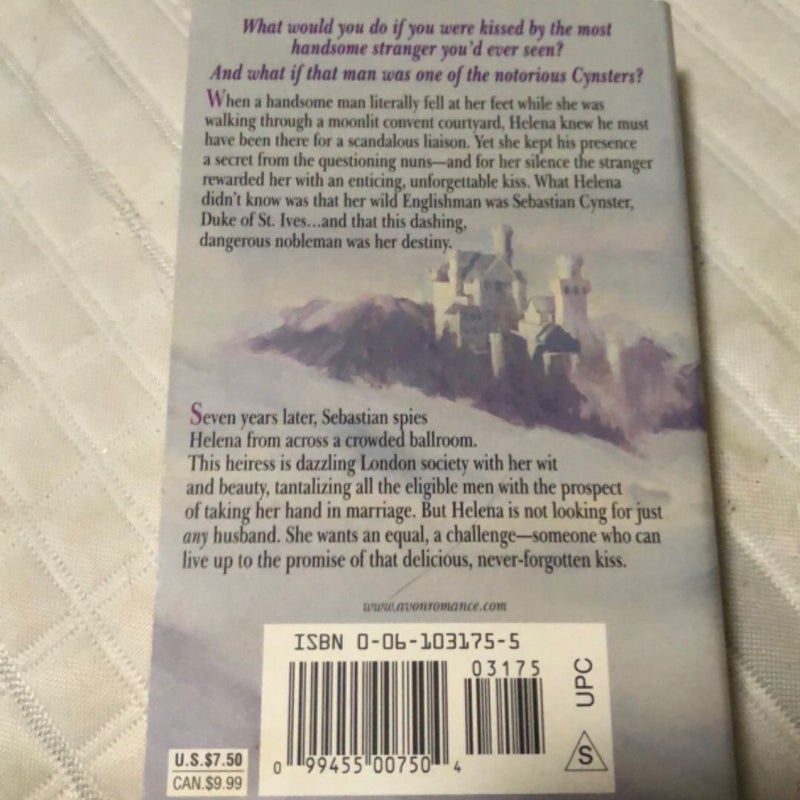 What would you do if you were kissed by the most
handsome stranger you'd ever seen?
And what if that man was one of the notorious Cynsters?
When a handsome man literally fell at her feet while she was
walking through a moonlit convent courtyard, Helena knew he must
have been there for a scandalous liaison. Yet she kept his presence
a secret from the questioning nuns—and for her silence the stranger
rewarded her with an enticing, unforgettable kiss. What Helena
didn't know was that her wild Englishman was Sebastian Cynster,
Duke of St. Ives...and that this dashing,
dangerous nobleman was her destiny.
Seven years later, Sebastian spies
Helena from across a crowded ballroom.
This heiress is dazzling London society with her wit
and beauty, tantalizing all the eligible men with the prospect
of taking her hand in marriage. But Helena is not looking for just
any husband. She wants an equal, a challenge—someone who can
live up to the promise of that delicious, never-forgotten kiss.
www.avonromance.com
ISBN 0-06-103175-5
03175
UPC
S
U.S.$7.50
CAN.$9.99
0 99455 00750 4